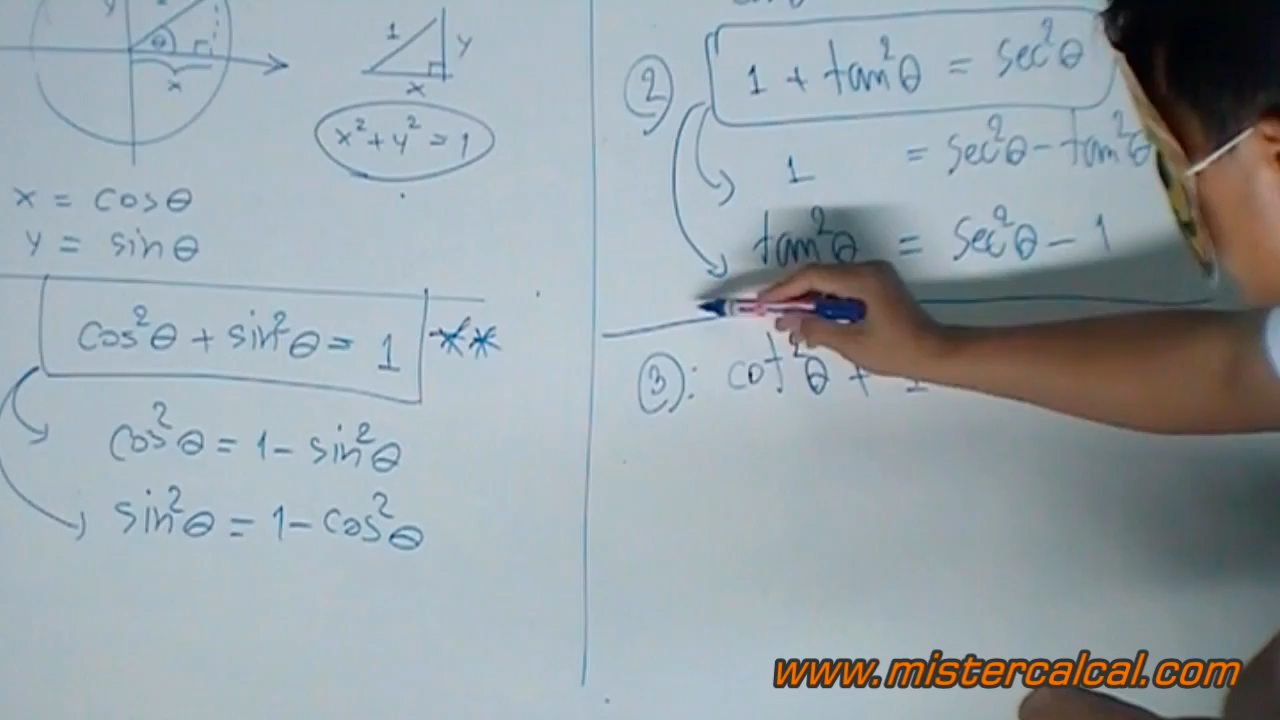 y
θ
x
1
y
x
x² + y² = 1
x = cos θ
y = sin θ
cos²θ + sin²θ = 1 **
cos²θ = 1 - sin²θ
sin²θ = 1 - cos²θ
② 1 + tan²θ = sec²θ
1 = sec²θ - tan²θ
tan²θ = sec²θ - 1
③: cot²θ + 1
www.mistercalcal.com